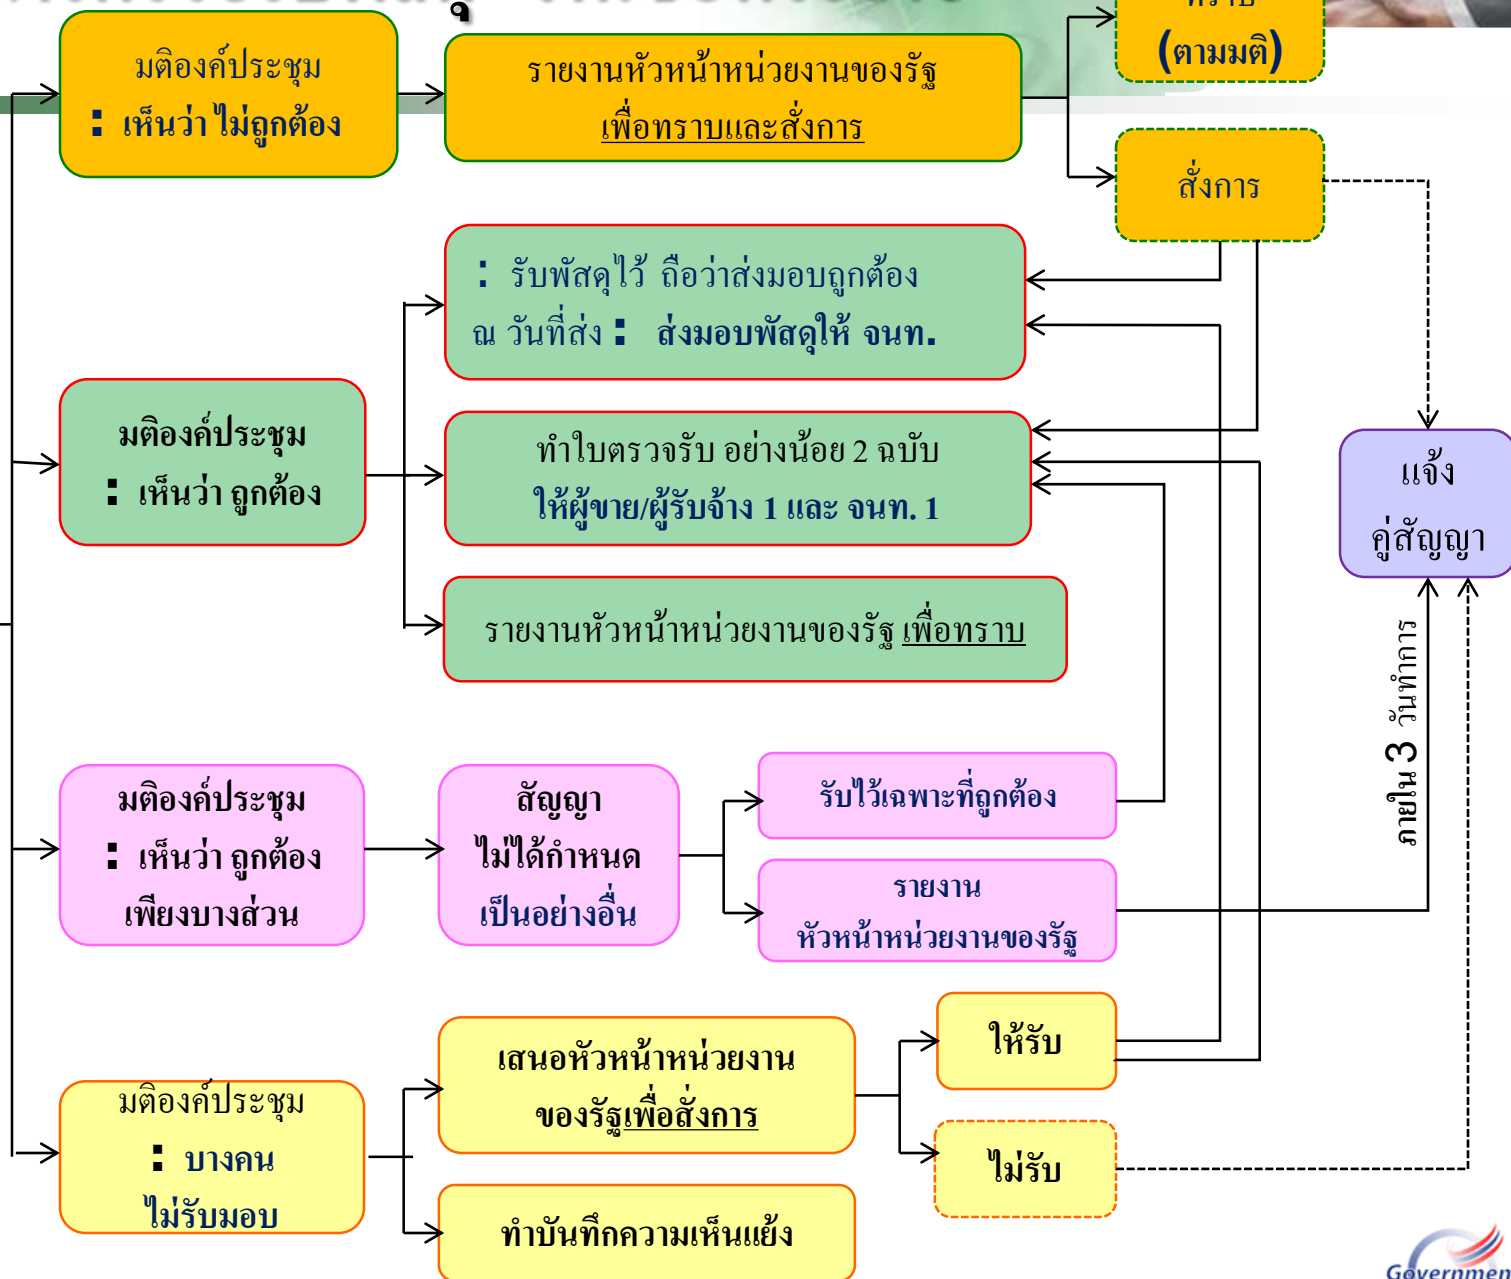 (ตามมติ)
มติองค์ประชุม
: เห็นว่า ไม่ถูกต้อง
รายงานหัวหน้าหน่วยงานของรัฐ
เพื่อทราบและสั่งการ
สั่งการ
: รับพัสดุไว้ ถือว่าส่งมอบถูกต้อง
ณ วันที่ส่ง : ส่งมอบพัสดุให้ จนท.
มติองค์ประชุม
: เห็นว่า ถูกต้อง
ทำใบตรวจรับ อย่างน้อย 2 ฉบับ
ให้ผู้ขาย/ผู้รับจ้าง 1 และ จนท. 1
แจ้ง
คู่สัญญา
รายงานหัวหน้าหน่วยงานของรัฐ เพื่อทราบ
ภายใน 3 วันทำการ
มติองค์ประชุม
: เห็นว่า ถูกต้อง
เพียงบางส่วน
สัญญา
ไม่ได้กำหนด
เป็นอย่างอื่น
รับไว้เฉพาะที่ถูกต้อง
รายงาน
หัวหน้าหน่วยงานของรัฐ
มติองค์ประชุม
: บางคน
ไม่รับมอบ
เสนอหัวหน้าหน่วยงาน
ของรัฐเพื่อสั่งการ
ให้รับ
ไม่รับ
ทำบันทึกความเห็นแย้ง
Governmen